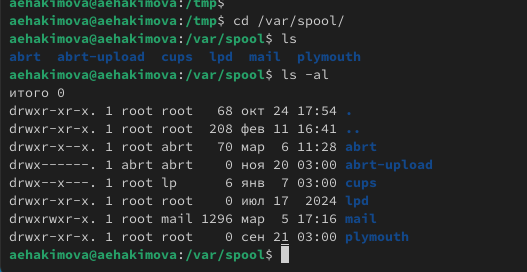 aehakimova@aehakimova:/tmp$
aehakimova@aehakimova:/tmp$ cd /var/spool/
aehakimova@aehakimova:/var/spool$ ls
abrt abrt-upload cups lpd mail plymouth
aehakimova@aehakimova:/var/spool$ ls -al
итого 0
drwxr-xr-x. 1 root root 68 окт 24 17:54 .
drwxr-xr-x. 1 root root 208 фев 11 16:41 ..
drwxr-x--x. 1 root abrt 70 мар 6 11:28 abrt
drwx------. 1 abrt abrt 0 ноя 20 03:00 abrt-upload
drwx--x---. 1 root lp 6 янв 7 03:00 cups
drwxr-xr-x. 1 root root 0 июл 17 2024 lpd
drwxrwxr-x. 1 root mail 1296 мар 5 17:16 mail
drwxr-xr-x. 1 root root 0 сен 21 03:00 plymouth
aehakimova@aehakimova:/var/spool$